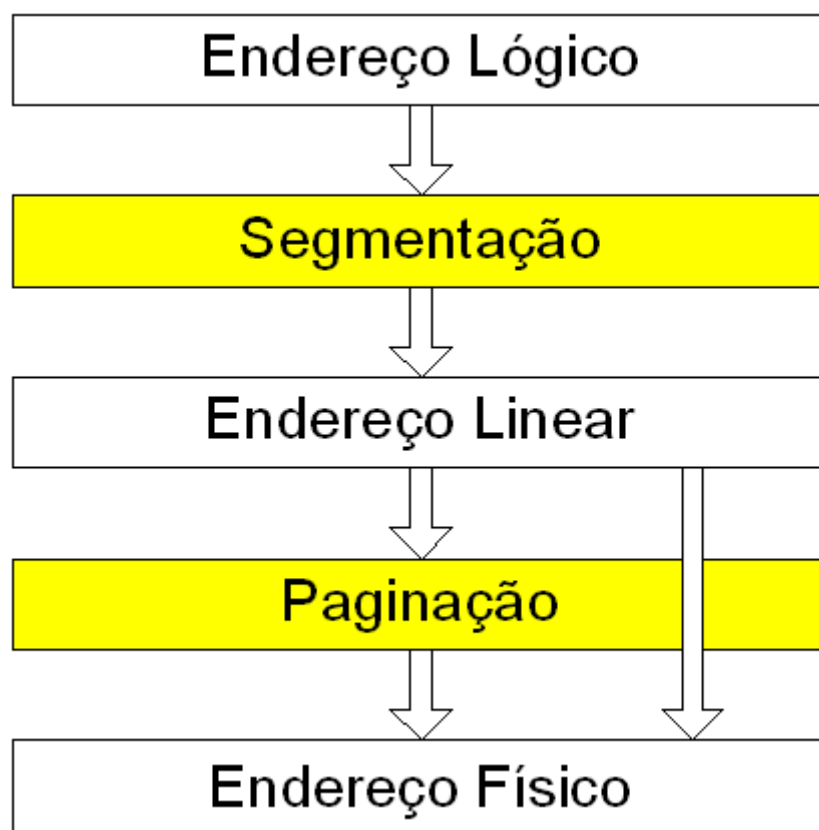 Endereço Lógico
Segmentação
Endereço Linear
Paginação
Endereço Físico